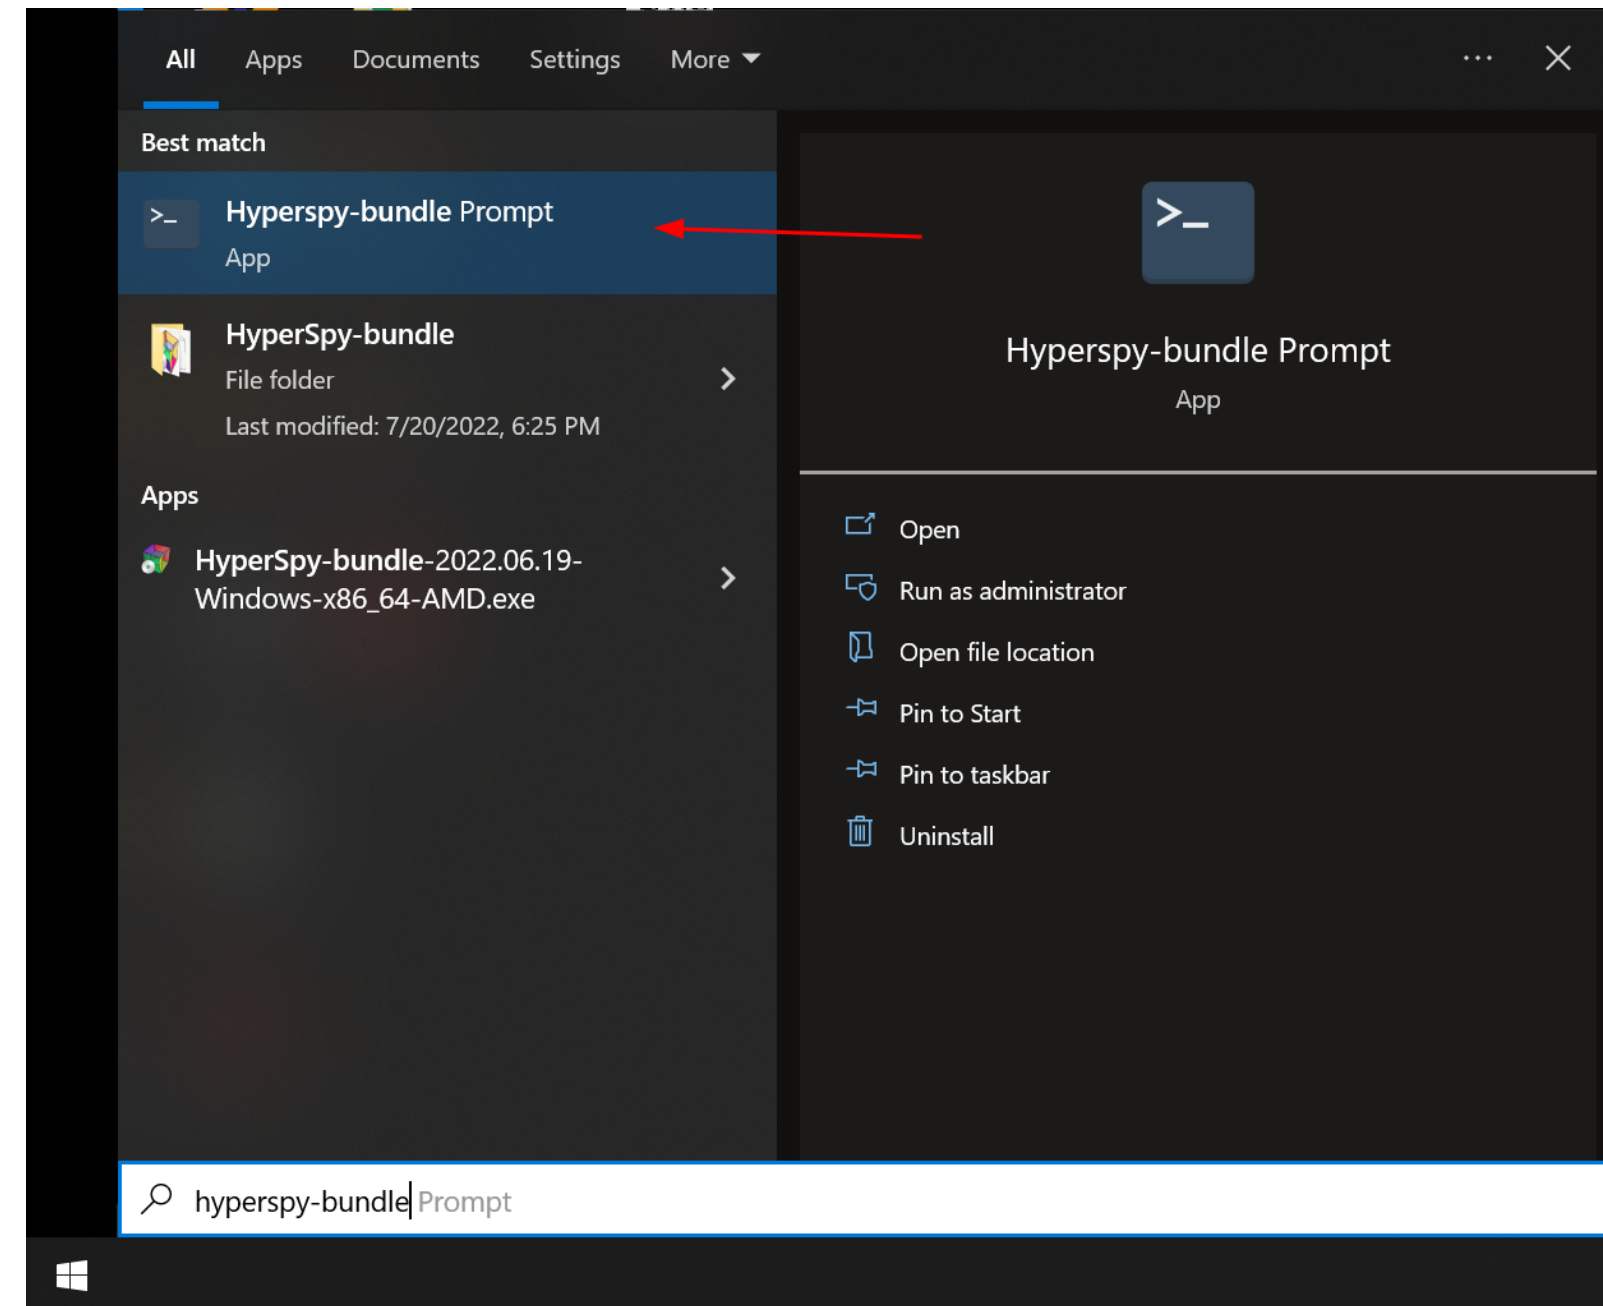 All Apps Documents Settings More
Best match
Hyperspy-bundle Prompt
App
HyperSpy-bundle
File folder
Last modified: 7/20/2022, 6:25 PM
Apps
HyperSpy-bundle-2022.06.19-
Windows-x86_64-AMD.exe
>_
Hyperspy-bundle Prompt
App
Open
Run as administrator
Open file location
Pin to Start
Pin to taskbar
Uninstall
hyperspy-bundle Prompt